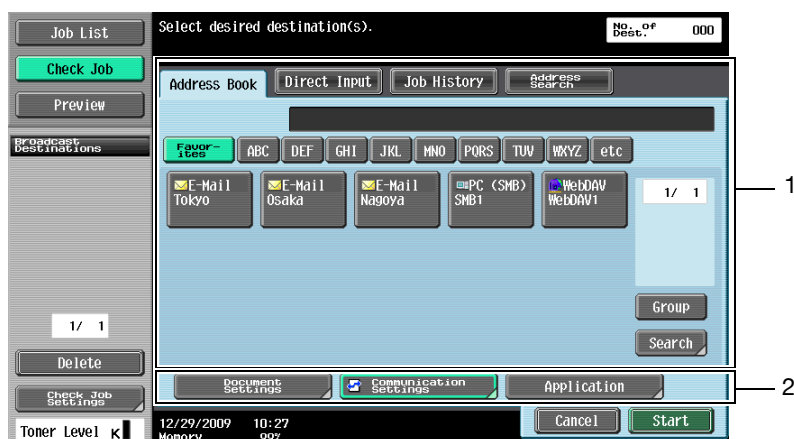 Job List
Check Job
Preview
Broadcast
Destinations
1/ 1
Delete
Check Job
Settings
Toner Level K
Select desired destination(s).
No. of
Dest.
000
Address Book
Direct Input
Job History
Address
Search
Favor-
ites
ABC
DEF
GHI
JKL
MNO
PQRS
TUV
WXYZ
etc
E-Mail
Tokyo
E-Mail
Osaka
E-Mail
Nagoya
PC (SMB)
SMB1
WebDAV
WebDAV1
1/ 1
Group
Search
Document
Settings
Communication
Settings
Application
12/29/2009 10:27
Memory 99%
Cancel
Start
1
2